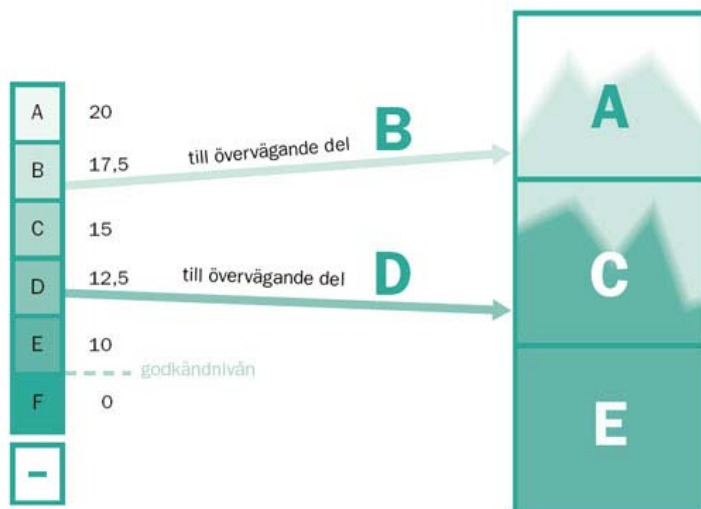 A 20
B 17,5
C 15
D 12,5
E 10
godkändnivån
F 0
–
till övervägande del B
till övervägande del D
A
C
E